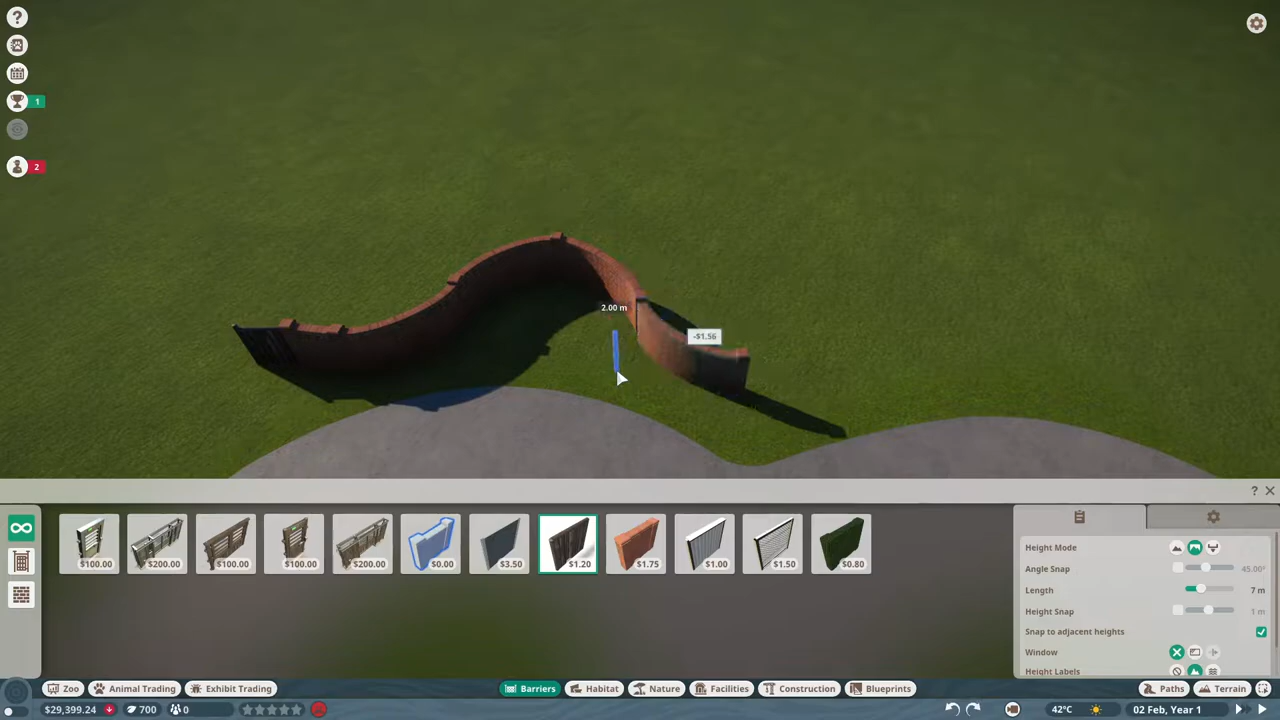 ?
1
2
2.00 m
-$1.56
?
$100.00 $200.00 $100.00 $100.00 $200.00 $0.00 $3.50 $1.20 $1.75 $1.00 $1.50 $0.80
Height Mode
Angle Snap 45.00°
Length 7 m
Height Snap 1 m
Snap to adjacent heights
Window
Height Labels
Zoo Animal Trading Exhibit Trading Barriers Habitat Nature Facilities Construction Blueprints Paths Terrain
$29,399.24 700 0 42°C 02 Feb, Year 1